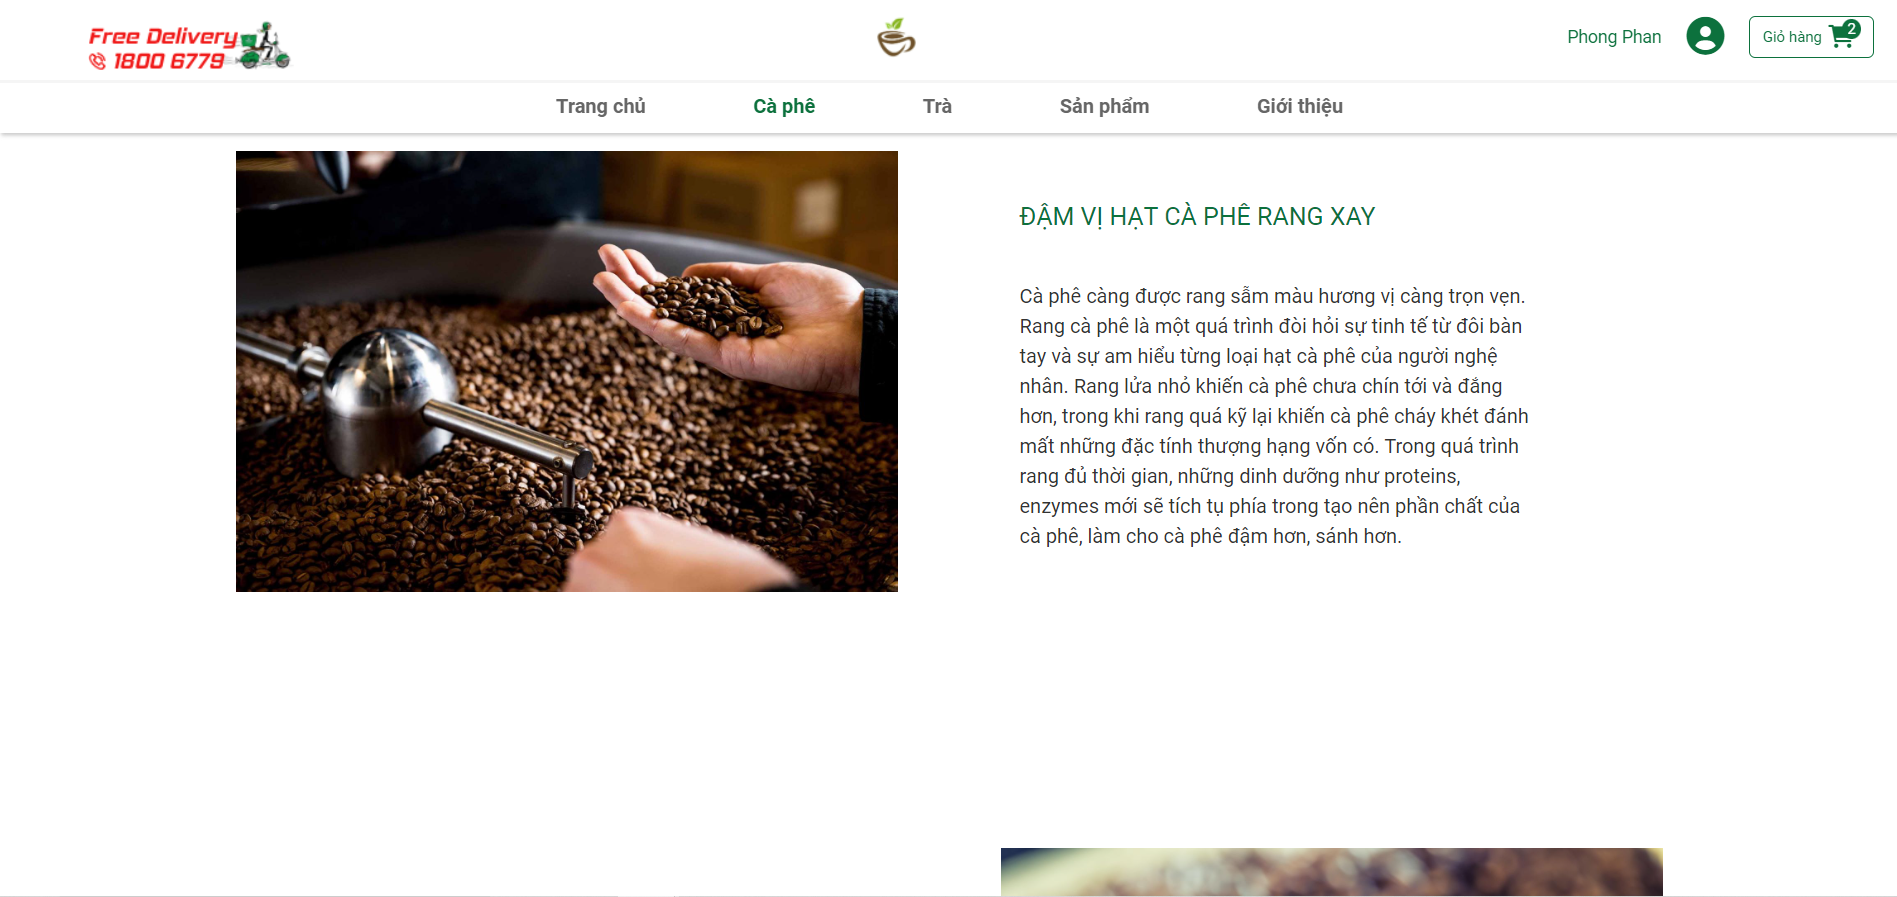 Free Delivery
1800 6779
Phong Phan
Giỏ hàng 2
Trang chủ Cà phê Trà Sản phẩm Giới thiệu
ĐẬM VỊ HẠT CÀ PHÊ RANG XAY
Cà phê càng được rang sẫm màu hương vị càng trọn vẹn.
Rang cà phê là một quá trình đòi hỏi sự tinh tế từ đôi bàn
tay và sự am hiểu từng loại hạt cà phê của người nghệ
nhân. Rang lửa nhỏ khiến cà phê chưa chín tới và đắng
hơn, trong khi rang quá kỹ lại khiến cà phê cháy khét đánh
mất những đặc tính thượng hạng vốn có. Trong quá trình
rang đủ thời gian, những dinh dưỡng như proteins,
enzymes mới sẽ tích tụ phía trong tạo nên phần chất của
cà phê, làm cho cà phê đậm hơn, sánh hơn.